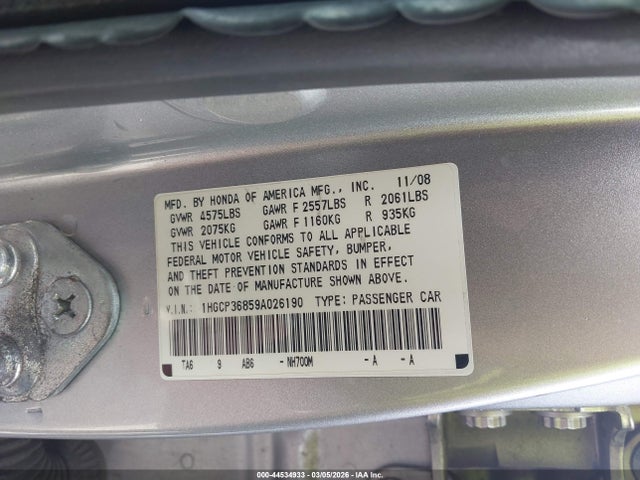 MFD. BY HONDA OF AMERICA MFG., INC. 11/08
GVWR 4575LBS GAWR F 2557LBS R 2061LBS
GVWR 2075KG GAWR F 1160KG R 935KG
THIS VEHICLE CONFORMS TO ALL APPLICABLE
FEDERAL MOTOR VEHICLE SAFETY, BUMPER,
AND THEFT PREVENTION STANDARDS IN EFFECT
ON THE DATE OF MANUFACTURE SHOWN ABOVE.
V.I.N.: 1HGCP36859A026190 TYPE: PASSENGER CAR
TA6 9 AB6 -NH700M -A -A
000-44534933 - 03/05/2026 - Copyright © 2026 IAA, Inc.